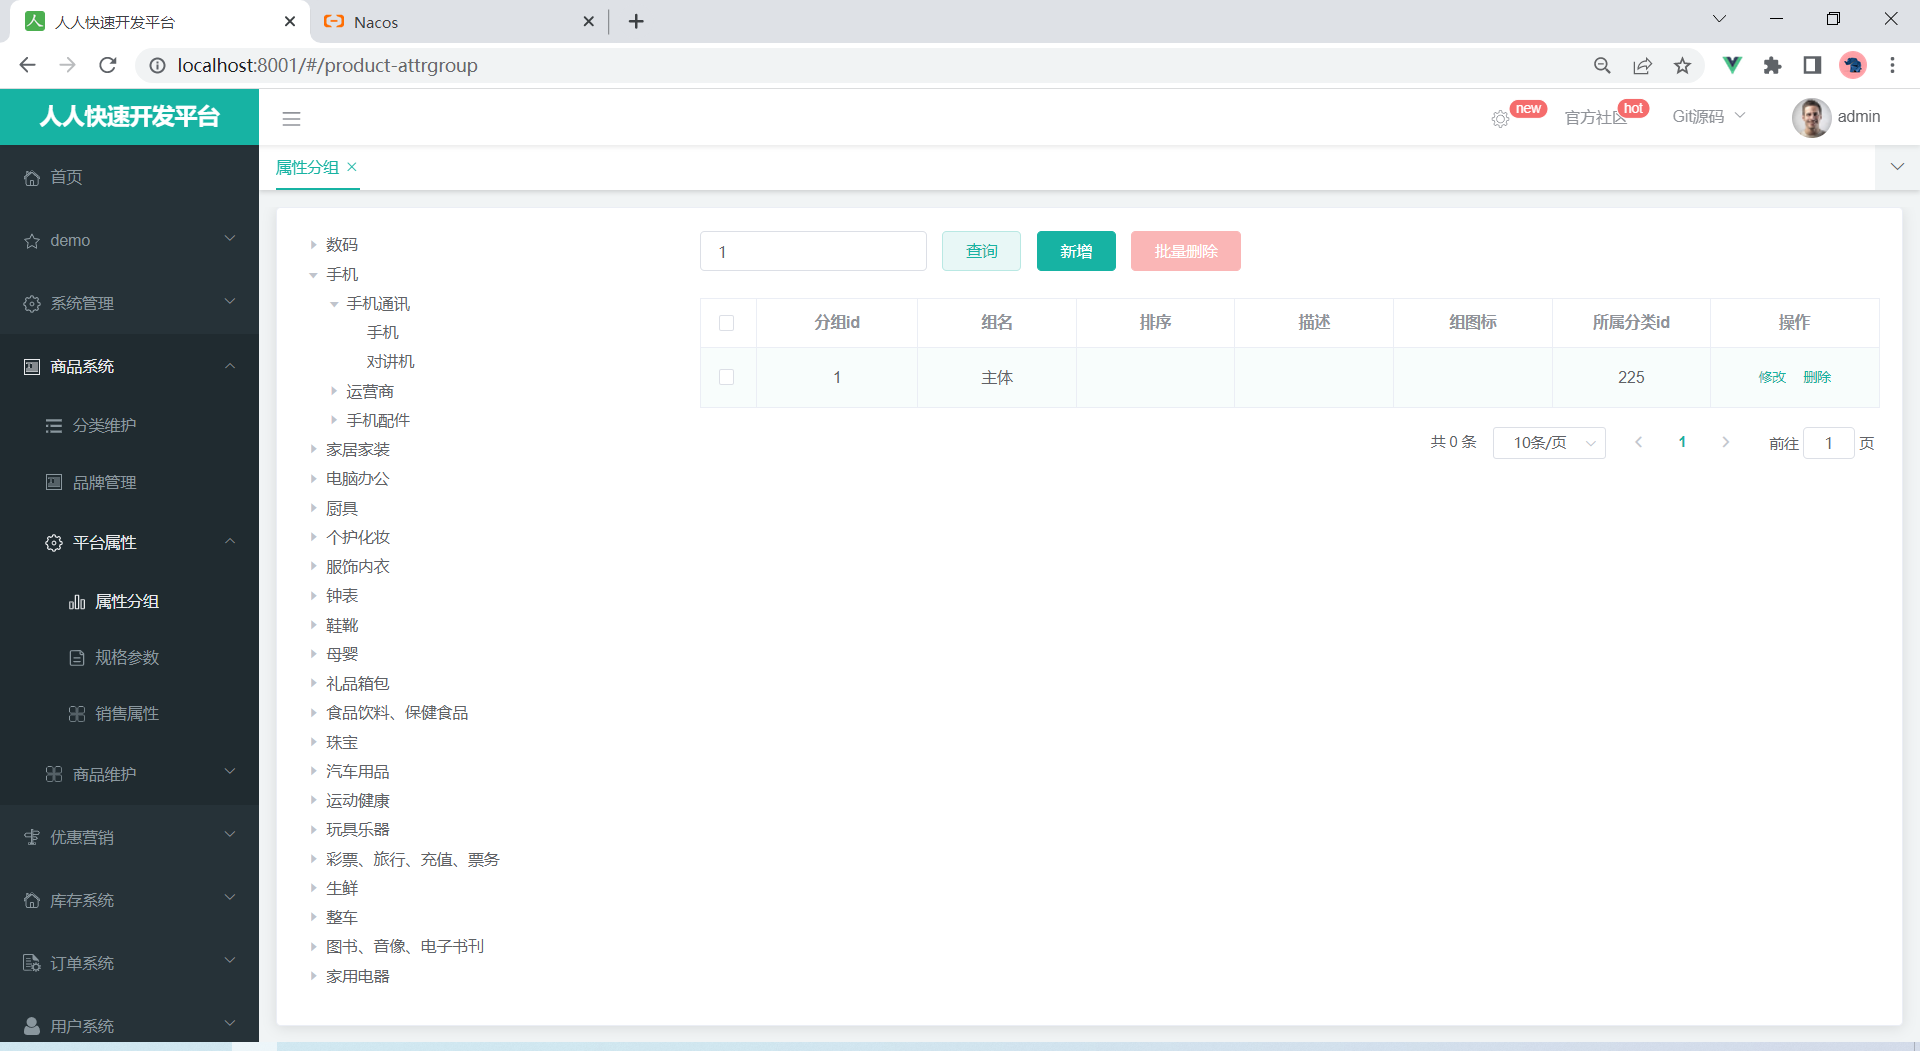 人人快速开发平台
Nacos
localhost:8001/#/product-attrgroup
人人快速开发平台
new
官方社区
hot
Git源码
admin
首页
demo
系统管理
商品系统
分类维护
品牌管理
平台属性
属性分组
规格参数
销售属性
商品维护
优惠营销
库存系统
订单系统
用户系统
属性分组
数码
手机
手机通讯
手机
对讲机
运营商
手机配件
家居家装
电脑办公
厨具
个护化妆
服饰内衣
钟表
鞋靴
母婴
礼品箱包
食品饮料、保健食品
珠宝
汽车用品
运动健康
玩具乐器
彩票、旅行、充值、票务
生鲜
整车
图书、音像、电子书刊
家用电器
1 查询 新增 批量删除
分组id 组名 排序 描述 组图标 所属分类id 操作
1 主体 225 修改 删除
共 0 条 10条/页 1 前往 1 页